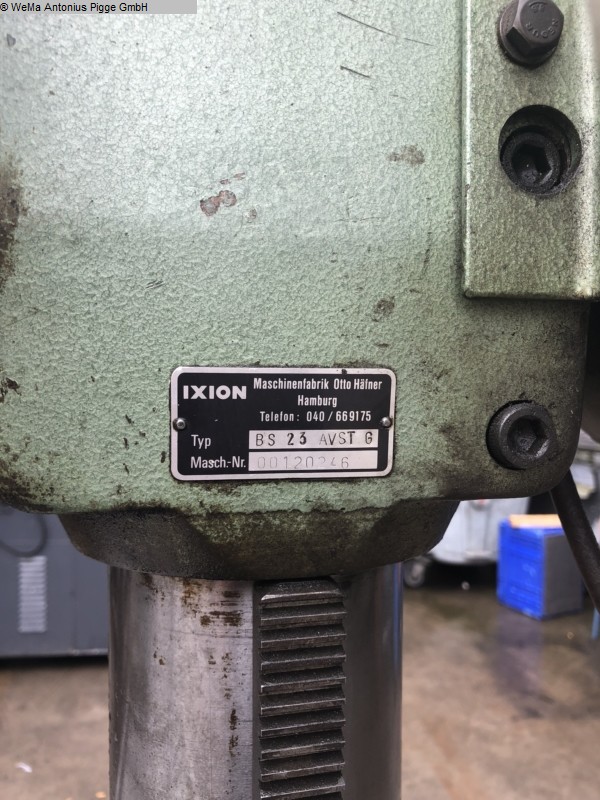 © WeMa Antonius Pigge GmbH
IXION
Maschinenfabrik Otto Häfner
Hamburg
Telefon: 040/669175
Typ BS 23 AVST G
Masch.-Nr. 00120246